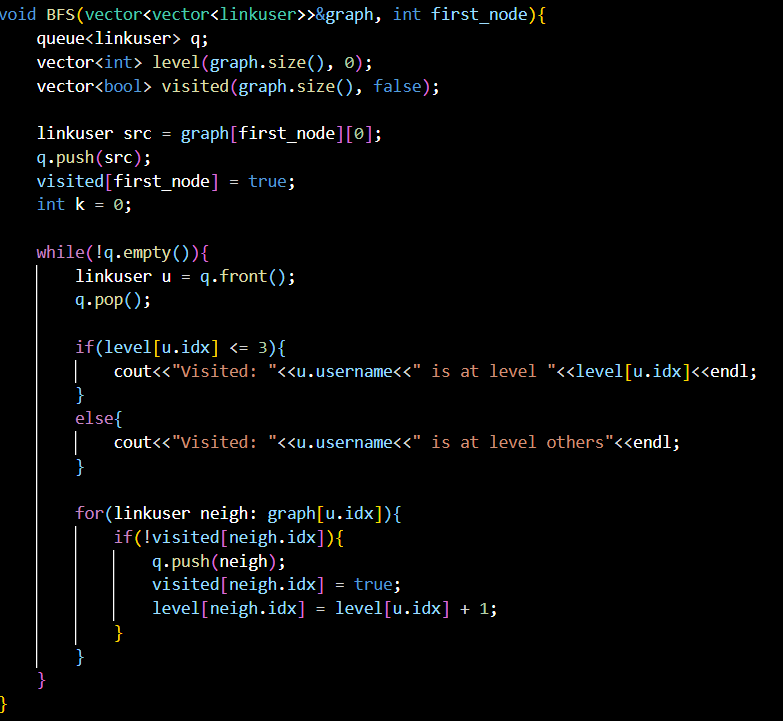 void BFS(vector<vector<linkuser>>&graph, int first_node){
    queue<linkuser> q;
    vector<int> level(graph.size(), 0);
    vector<bool> visited(graph.size(), false);

    linkuser src = graph[first_node][0];
    q.push(src);
    visited[first_node] = true;
    int k = 0;

    while(!q.empty()){
        linkuser u = q.front();
        q.pop();

        if(level[u.idx] <= 3){
            cout<<"Visited: "<<u.username<<" is at level "<<level[u.idx]<<endl;
        }
        else{
            cout<<"Visited: "<<u.username<<" is at level others"<<endl;
        }

        for(linkuser neigh: graph[u.idx]){
            if(!visited[neigh.idx]){
                q.push(neigh);
                visited[neigh.idx] = true;
                level[neigh.idx] = level[u.idx] + 1;
            }
        }
    }
}